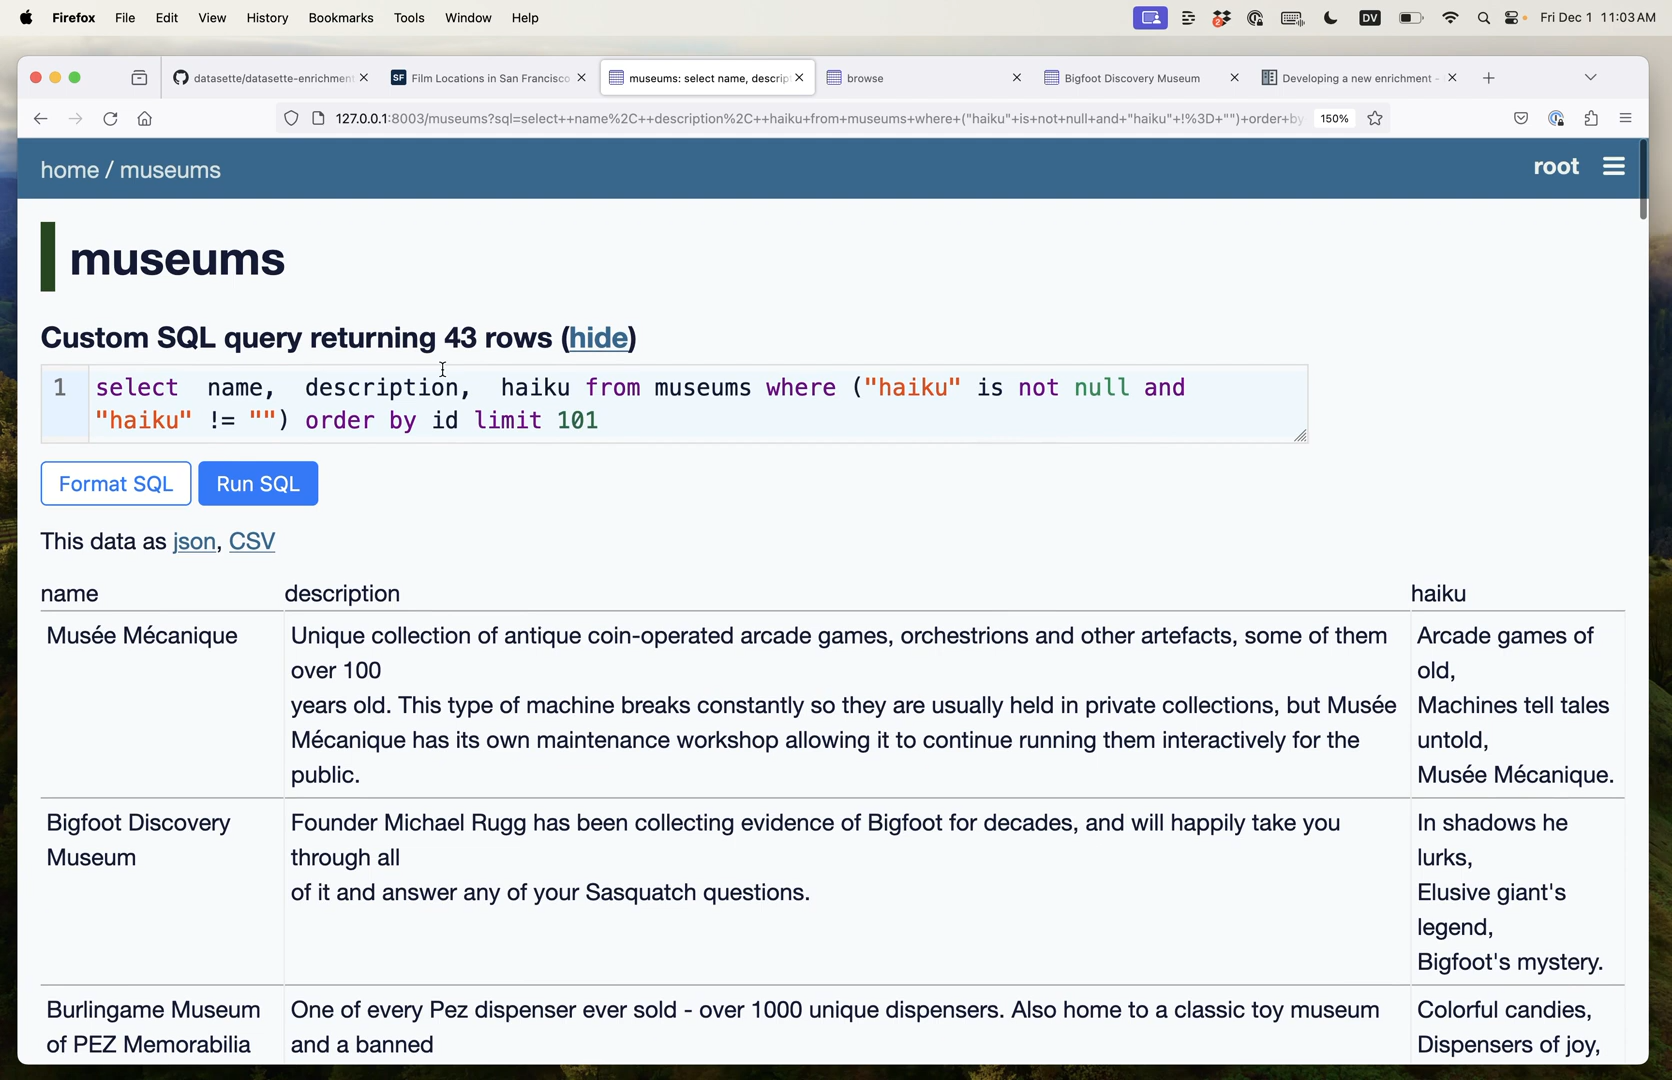 Firefox File Edit View History Bookmarks Tools Window Help DV Fri Dec 1 11:03 AM
datasette/datasette-enrichment SF Film Locations in San Francisco museums: select name, descrip browse Bigfoot Discovery Museum Developing a new enrichment -
127.0.0.1:8003/museums?sql=select++name%2C++description%2C++haiku+from+museums+where+("haiku"+is+not+null+and+"haiku"+!%3D+"")+order+by 150%
home / museums root
museums
Custom SQL query returning 43 rows (hide)
1 select name, description, haiku from museums where ("haiku" is not null and
"haiku" != "") order by id limit 101
Format SQL Run SQL
This data as json, CSV
name description haiku
Musée Mécanique
Unique collection of antique coin-operated arcade games, orchestrions and other artefacts, some of them
over 100
years old. This type of machine breaks constantly so they are usually held in private collections, but Musée
Mécanique has its own maintenance workshop allowing it to continue running them interactively for the
public.
Arcade games of
old,
Machines tell tales
untold,
Musée Mécanique.
Bigfoot Discovery
Museum
Founder Michael Rugg has been collecting evidence of Bigfoot for decades, and will happily take you
through all
of it and answer any of your Sasquatch questions.
In shadows he
lurks,
Elusive giant's
legend,
Bigfoot's mystery.
Burlingame Museum
of PEZ Memorabilia
One of every Pez dispenser ever sold - over 1000 unique dispensers. Also home to a classic toy museum
and a banned
Colorful candies,
Dispensers of joy,